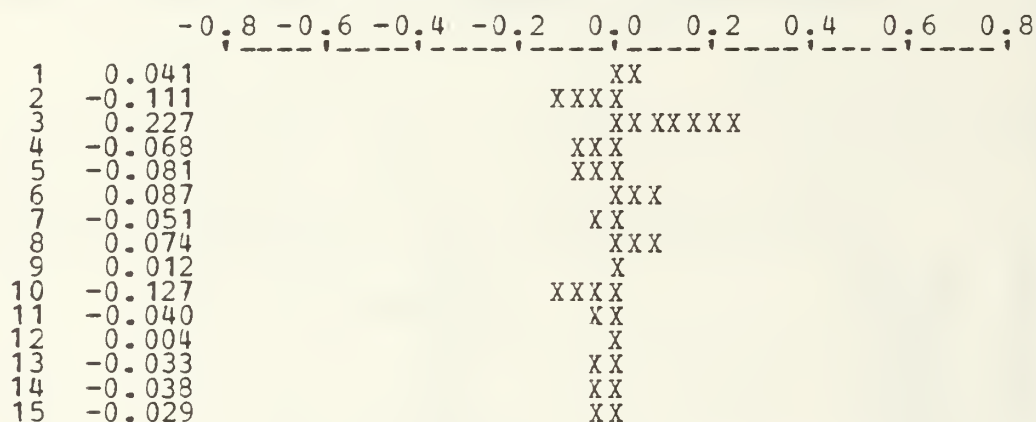 -0.8 -0.6 -0.4 -0.2 0.0 0.2 0.4 0.6 0.8
1 0.041 XX
2 -0.111 XXXX
3 0.227 XXXXXXX
4 -0.068 XXX
5 -0.081 XXX
6 0.087 XXX
7 -0.051 XX
8 0.074 XXX
9 0.012 X
10 -0.127 XXXX
11 -0.040 XX
12 0.004 X
13 -0.033 XX
14 -0.038 XX
15 -0.029 XX